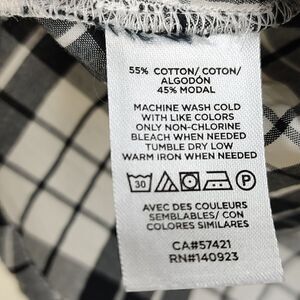 55% COTTON/ COTON/
ALGODÓN
45% MODAL
MACHINE WASH COLD
WITH LIKE COLORS
ONLY NON-CHLORINE
BLEACH WHEN NEEDED
TUMBLE DRY LOW
WARM IRON WHEN NEEDED
30 P
AVEC DES COULEURS
SEMBLABLES/ CON
COLORES SIMILARES
CA#57421
RN#140923